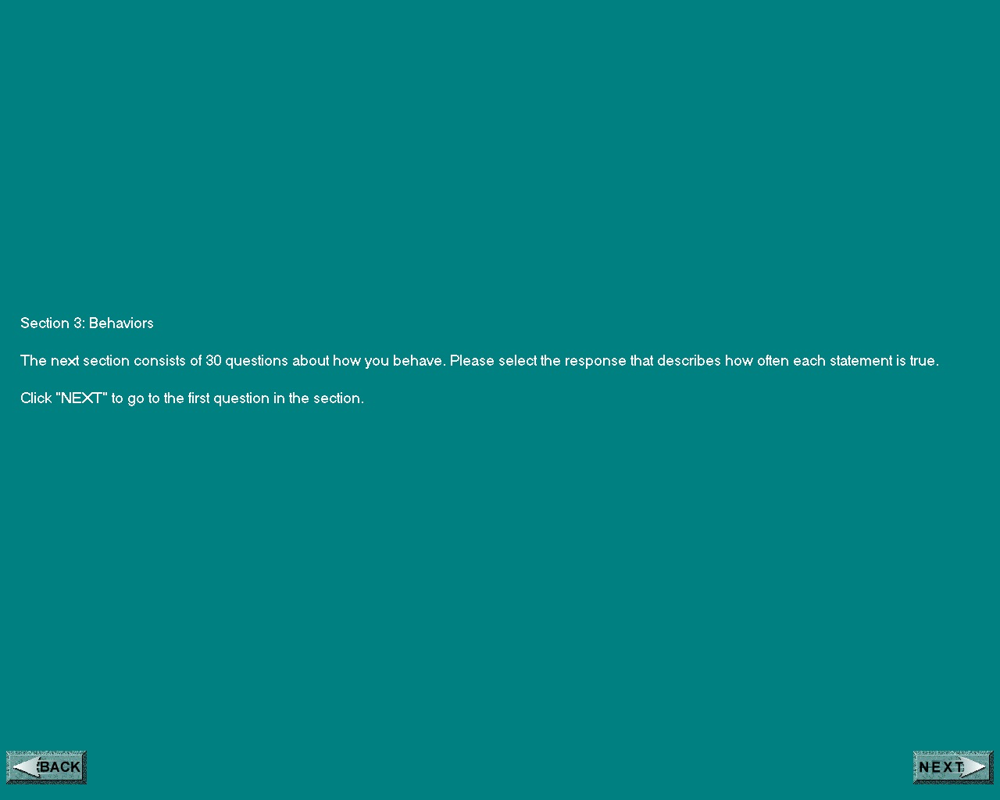 Section 3: Behaviors
The next section consists of 30 questions about how you behave. Please select the response that describes how often each statement is true.
Click "NEXT" to go to the first question in the section.
BACK
NEXT